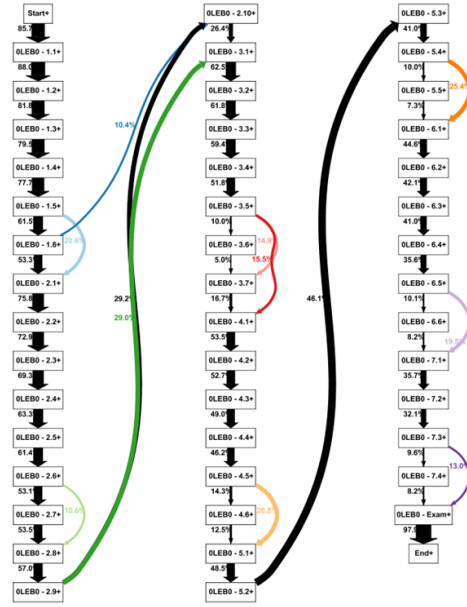 Start+
85.7
0LEB0 - 1.1+
88.0
0LEB0 - 1.2+
81.8
0LEB0 - 1.3+
79.5
0LEB0 - 1.4+
77.7
0LEB0 - 1.5+
61.5
20.6%
0LEB0 - 1.6+
53.3%
10.4%
0LEB0 - 2.1+
75.8
0LEB0 - 2.2+
72.9
0LEB0 - 2.3+
69.3
0LEB0 - 2.4+
63.3
0LEB0 - 2.5+
61.4
0LEB0 - 2.6+
53.1%
10.6%
0LEB0 - 2.7+
53.5%
0LEB0 - 2.8+
57.0%
0LEB0 - 2.9+
29.2%
29.0%
0LEB0 - 2.10+
26.4%
0LEB0 - 3.1+
62.5
0LEB0 - 3.2+
61.8
0LEB0 - 3.3+
59.4
0LEB0 - 3.4+
51.8
0LEB0 - 3.5+
10.0%
14.9%
15.5%
0LEB0 - 3.6+
5.0%
0LEB0 - 3.7+
16.7%
0LEB0 - 4.1+
53.5%
0LEB0 - 4.2+
52.7%
0LEB0 - 4.3+
49.0%
0LEB0 - 4.4+
46.2%
0LEB0 - 4.5+
14.3%
26.8%
0LEB0 - 4.6+
12.5%
0LEB0 - 5.1+
48.5%
0LEB0 - 5.2+
46.1%
0LEB0 - 5.3+
41.0%
0LEB0 - 5.4+
10.0%
25.4%
0LEB0 - 5.5+
7.3%
0LEB0 - 6.1+
44.6%
0LEB0 - 6.2+
42.1%
0LEB0 - 6.3+
41.0%
0LEB0 - 6.4+
35.6%
0LEB0 - 6.5+
10.1%
19.5%
0LEB0 - 6.6+
8.2%
0LEB0 - 7.1+
35.7%
0LEB0 - 7.2+
32.1%
0LEB0 - 7.3+
9.6%
13.0%
0LEB0 - 7.4+
8.2%
0LEB0 - Exam+
97.9
End+